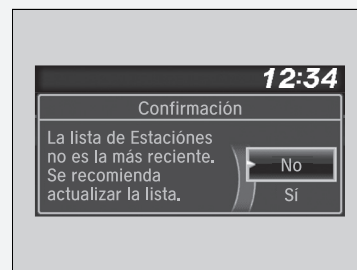 12:34
Confirmación
La lista de Estaciónes
no es la más reciente.
Se recomienda
actualizar la lista.
No
Sí